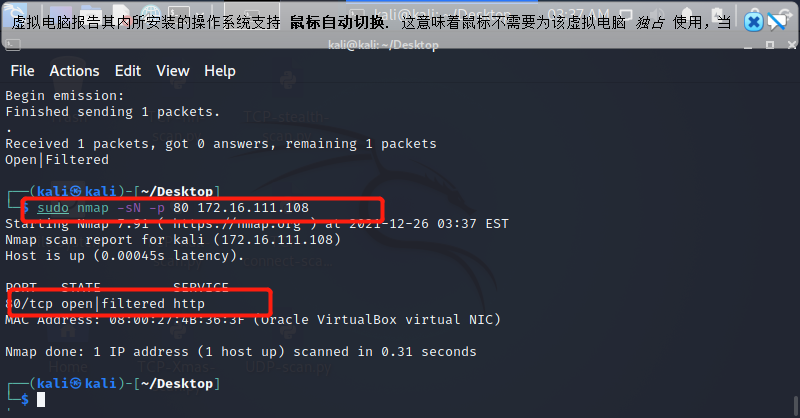 虚拟电脑报告其内所安装的操作系统支持 鼠标自动切换. 这意味着鼠标不需要为该虚拟电脑 独占 使用，当
kali@kali: ~/Desktop
File Actions Edit View Help
Begin emission:
Finished sending 1 packets.
.
Received 1 packets, got 0 answers, remaining 1 packets
Open|Filtered
┌──(kali㉿kali)-[~/Desktop]
└─$ sudo nmap -sN -p 80 172.16.111.108
Starting Nmap 7.91 ( https://nmap.org ) at 2021-12-26 03:37 EST
Nmap scan report for kali (172.16.111.108)
Host is up (0.00045s latency).
PORT STATE SERVICE
80/tcp open|filtered http
MAC Address: 08:00:27:4B:36:3F (Oracle VirtualBox virtual NIC)
Nmap done: 1 IP address (1 host up) scanned in 0.31 seconds
┌──(kali㉿kali)-[~/Desktop]
└─$